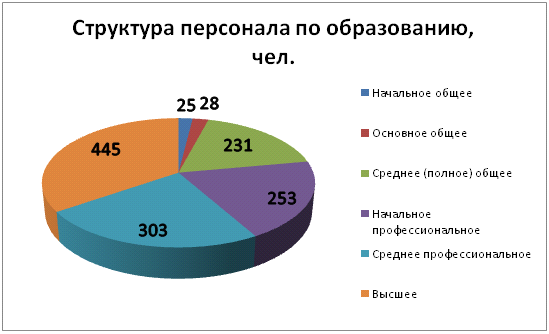 Структура персонала по образованию,
чел.
25
28
231
253
303
445
Начальное общее
Основное общее
Среднее (полное) общее
Начальное
профессиональное
Среднее профессиональное
Высшее